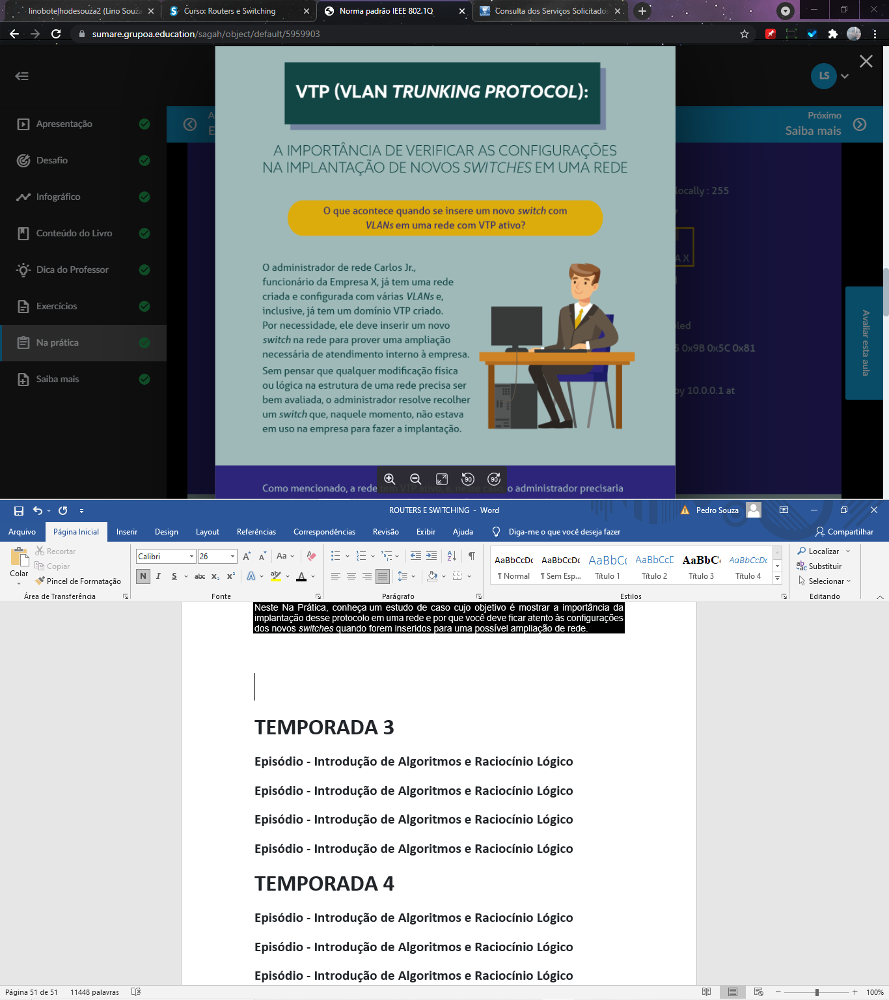 linobotelhodesouza2 (Lino Souza
Curso: Routers e Switching
Norma padrão IEEE 802.1Q
Consulta dos Serviços Solicitados
sumare.grupoa.education/sagah/object/default/5959903
LS
Apresentação
Desafio
Infográfico
Conteúdo do Livro
Dica do Professor
Exercícios
Na prática
Saiba mais
Próximo
Saiba mais
locally : 255
A X
5 0x9B 0x5C 0x81
by 10.0.0.1 at
Avaliar esta aula
VTP (VLAN TRUNKING PROTOCOL):
A IMPORTÂNCIA DE VERIFICAR AS CONFIGURAÇÕES
NA IMPLANTAÇÃO DE NOVOS SWITCHES EM UMA REDE
O que acontece quando se insere um novo switch com
VLANs em uma rede com VTP ativo?
O administrador de rede Carlos Jr.,
funcionário da Empresa X, já tem uma rede
criada e configurada com várias VLANs e,
inclusive, já tem um domínio VTP criado.
Por necessidade, ele deve inserir um novo
switch na rede para prover uma ampliação
necessária de atendimento interno à empresa.
Sem pensar que qualquer modificação física
ou lógica na estrutura de uma rede precisa ser
bem avaliada, o administrador resolve recolher
um switch que, naquele momento, não estava
em uso na empresa para fazer a implantação.
90
90
Como mencionado, a rede tem VTP ativo, e, nesse caso, o administrador precisaria
ROUTERS E SWITCHING - Word
Pedro Souza
Arquivo
Página Inicial
Inserir
Design
Layout
Referências
Correspondências
Revisão
Exibir
Ajuda
Diga-me o que você deseja fazer
Compartilhar
Colar
Recortar
Copiar
Pincel de Formatação
Área de Transferência
Calibri
26
Aa
N I S abc x₂ x²
Fonte
Parágrafo
AaBbCcDc
¶ Normal
AaBbCcDc
¶ Sem Esp...
AaBbC
Título 1
AaBbCcD
Título 2
AaBbC
Título 3
AaBbCcDc
Título 4
Estilos
Localizar
Substituir
Selecionar
Editando
Neste Na Prática, conheça um estudo de caso cujo objetivo é mostrar a importância da
implantação desse protocolo em uma rede e por que você deve ficar atento às configurações
dos novos switches quando forem inseridos para uma possível ampliação de rede.
TEMPORADA 3
Episódio - Introdução de Algoritmos e Raciocínio Lógico
Episódio - Introdução de Algoritmos e Raciocínio Lógico
Episódio - Introdução de Algoritmos e Raciocínio Lógico
Episódio - Introdução de Algoritmos e Raciocínio Lógico
TEMPORADA 4
Episódio - Introdução de Algoritmos e Raciocínio Lógico
Episódio - Introdução de Algoritmos e Raciocínio Lógico
Episódio - Introdução de Algoritmos e Raciocínio Lógico
Página 51 de 51
11448 palavras
100%